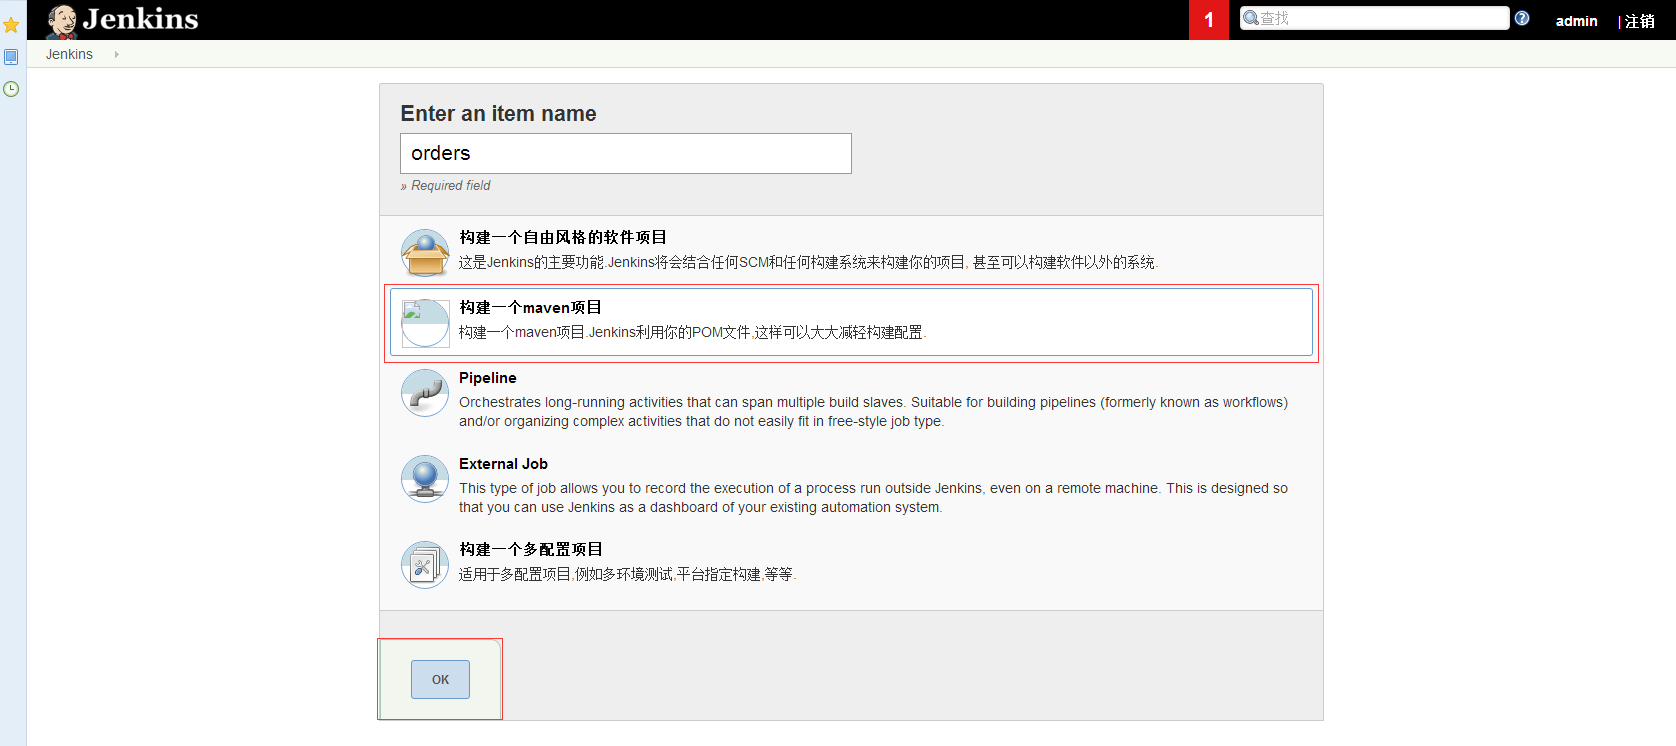 Jenkins
1
查找
?
admin
| 注销
Jenkins
Enter an item name
orders
» Required field
构建一个自由风格的软件项目
这是Jenkins的主要功能.Jenkins将会结合任何SCM和任何构建系统来构建你的项目, 甚至可以构建软件以外的系统.
构建一个maven项目
构建一个maven项目.Jenkins利用你的POM文件,这样可以大大减轻构建配置.
Pipeline
Orchestrates long-running activities that can span multiple build slaves. Suitable for building pipelines (formerly known as workflows)
and/or organizing complex activities that do not easily fit in free-style job type.
External Job
This type of job allows you to record the execution of a process run outside Jenkins, even on a remote machine. This is designed so
that you can use Jenkins as a dashboard of your existing automation system.
构建一个多配置项目
适用于多配置项目,例如多环境测试,平台指定构建,等等.
OK